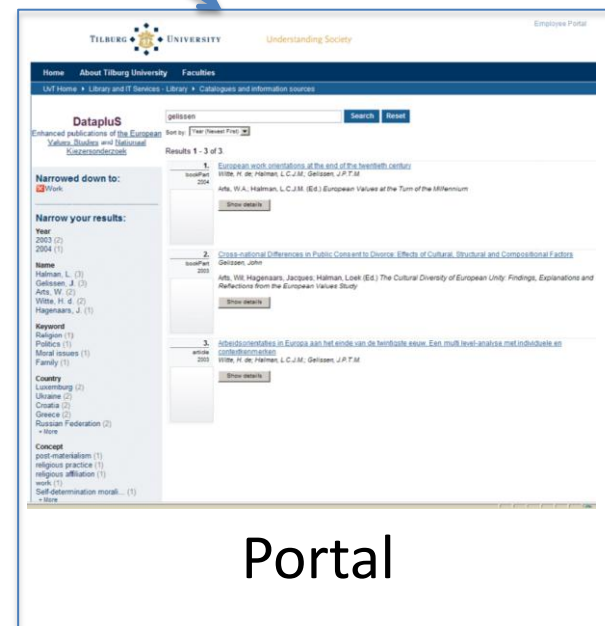 Employee Portal
TILBURG UNIVERSITY
Understanding Society
Home About Tilburg University Faculties
UvT Home Library and IT Services - Library Catalogues and information sources
DatapluS
Enhanced publications of the European Values Studies and Nationaal Kiezersonderzoek
gelissen Search Reset
Sort by: Year (Newest First)
Results 1 - 3 of 3.
Narrowed down to:
Work
Narrow your results:
Year
2003 (2)
2004 (1)
Name
Halman, L. (3)
Gelissen, J. (3)
Arts, W. (2)
Witte, H. d. (2)
Hagenaars, J. (1)
Keyword
Religion (1)
Politics (1)
Moral issues (1)
Family (1)
Country
Luxemburg (2)
Ukraine (2)
Croatia (2)
Greece (2)
Russian Federation (2)
+ More
Concept
post-materialism (1)
religious practice (1)
religious affiliation (1)
work (1)
Self-determination morali... (1)
+ More
1. European work orientations at the end of the twentieth century
bookPart Witte, H. de; Halman, L.C.J.M.; Gelissen, J.P.T.M.
2004
Arts, W.A.; Halman, L.C.J.M. (Ed.) European Values at the Turn of the Millennium
Show details
2. Cross-national Differences in Public Consent to Divorce: Effects of Cultural, Structural and Compositional Factors
bookPart Gelissen, John
2003
Arts, Wil; Hagenaars, Jacques; Halman, Loek (Ed.) The Cultural Diversity of European Unity. Findings, Explanations and
Reflections from the European Values Study
Show details
3. Arbeidsorientaties in Europa aan het einde van de twintigste eeuw. Een multi level-analyse met individuele en
article contextkenmerken
2003 Witte, H. de; Halman, L.C.J.M.; Gelissen, J.P.T.M.
Show details
Portal